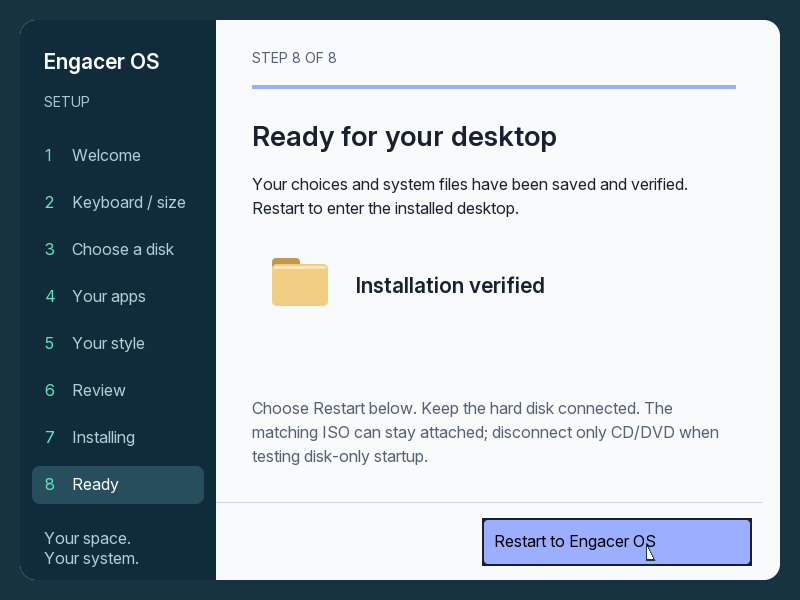 Engacer OS
SETUP
1 Welcome
2 Keyboard / size
3 Choose a disk
4 Your apps
5 Your style
6 Review
7 Installing
8 Ready
Your space.
Your system.
STEP 8 OF 8
Ready for your desktop
Your choices and system files have been saved and verified.
Restart to enter the installed desktop.
Installation verified
Choose Restart below. Keep the hard disk connected. The
matching ISO can stay attached; disconnect only CD/DVD when
testing disk-only startup.
Restart to Engacer OS